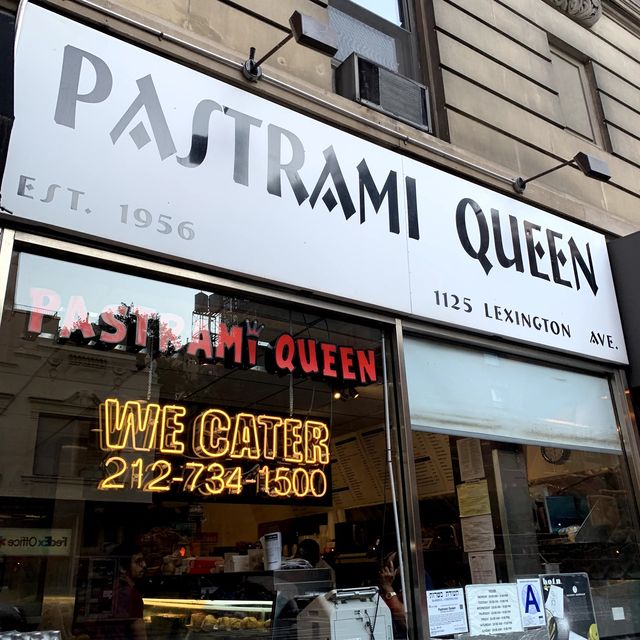 PASTRAMI QUEEN
EST. 1956
1125 LEXINGTON AVE.
PASTRAMI QUEEN
WE CATER
212-734-1500
FedEx Office
A